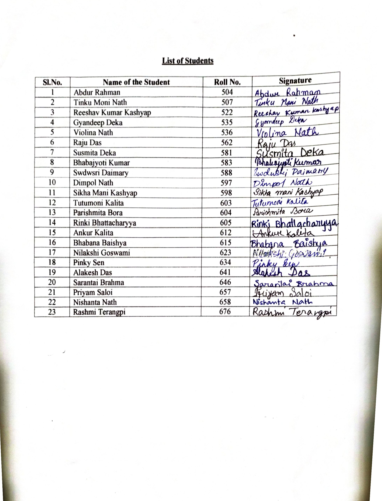 List of Students
Sl.No. Name of the Student Roll No. Signature
1 Abdur Rahman 504 Abdur Rahman
2 Tinku Moni Nath 507 Tinku Moni Nath
3 Reeshav Kumar Kashyap 522 Reeshav Kumar Kashyap
4 Gyandeep Deka 535 Gyandeep Deka
5 Violina Nath 536 Violina Nath
6 Raju Das 562 Raju Das
7 Susmita Deka 581 Susmita Deka
8 Bhabajyoti Kumar 583 Bhabajyoti Kumar
9 Swdwsri Daimary 588 Swdwsri Daimary
10 Dimpol Nath 597 Dimpol Nath
11 Sikha Mani Kashyap 598 Sikha mani Kashyap
12 Tutumoni Kalita 603 Tutumoni Kalita
13 Parishmita Bora 604 Parishmita Bora
14 Rinki Bhattacharyya 605 Rinki Bhattacharyya
15 Ankur Kalita 612 Ankur Kalita
16 Bhabana Baishya 615 Bhabana Baishya
17 Nilakshi Goswami 623 Nilakshi Goswami
18 Pinky Sen 634 Pinky Sen
19 Alakesh Das 641 Alakesh Das
20 Sarantai Brahma 646 Sarantai Brahma
21 Priyam Saloi 657 Priyam Saloi
22 Nishanta Nath 658 Nishanta Nath
23 Rashmi Terangpi 676 Rashmi Terangpi